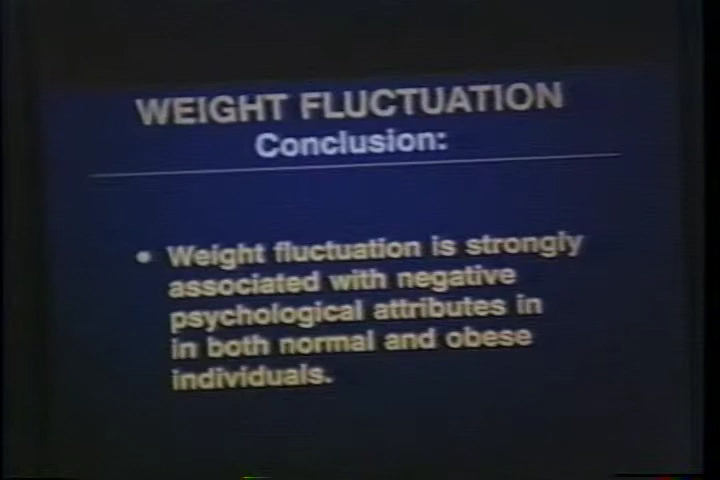 WEIGHT FLUCTUATION
Conclusion:
• Weight fluctuation is strongly
associated with negative
psychological attributes in
in both normal and obese
individuals.